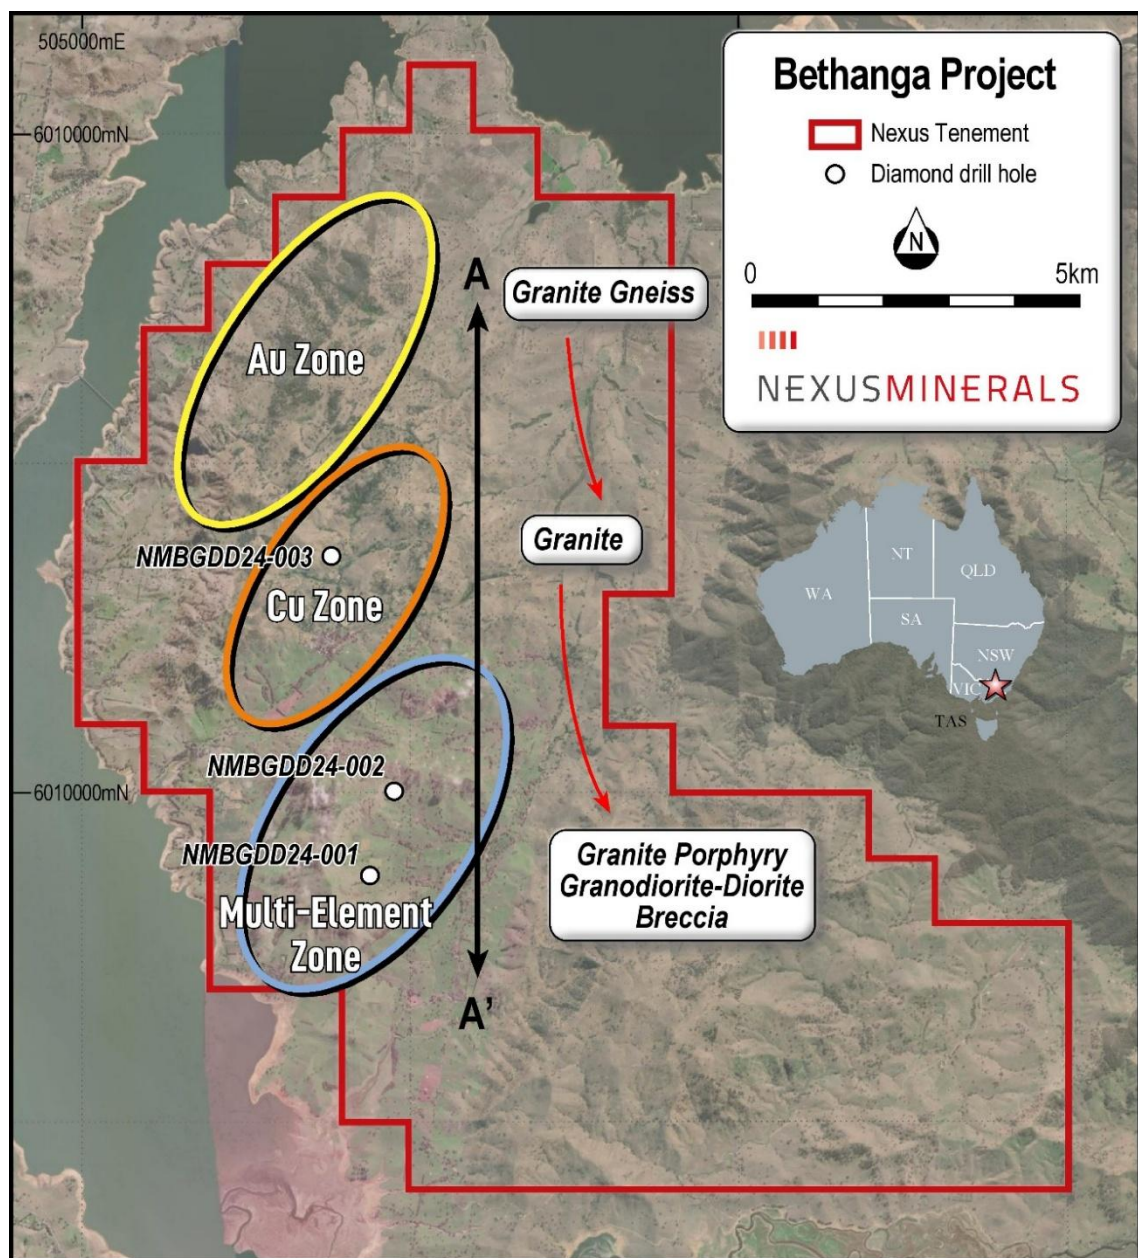 505000mE
6010000mN
Bethanga Project
Nexus Tenement
Diamond drill hole
N
0 5km
NEXUSMINERALS
A
Granite Gneiss
Au Zone
Granite
NMBGDD24-003
Cu Zone
WA
NT
QLD
SA
NSW
VIC
TAS
NMBGDD24-002
6010000mN
NMBGDD24-001
Multi-Element
Zone
Granite Porphyry
Granodiorite-Diorite
Breccia
A'